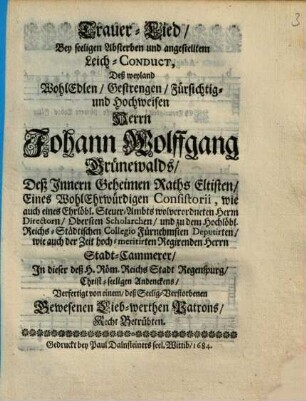 Trauer-Lied/
Bey seeligen Absterben und angestelltem
Leich-CONDUCT,
Deß weyland
WohlEdlen/ Gestrengen/ Fürsichtig-
und Hochweisen
Herrn
Johann Wolffgang
Grünewalds/
Deß Innern Geheimen Raths Eltisten/
Eines WohlEhrwürdigen Consistorii, wie
auch eines Ehrlöbl. Steuer-Ambts wolverordneten Herrn
Directorn/ Obersten Scholarchen/ und zu dem Hochlöbl.
Reichs-Städtischen Collegio Fürnehmsten Deputirten/
wie auch der Zeit hoch-meritirten Regirenden Herrn
Stadt-Cammerer/
In dieser deß H. Röm. Reichs Stadt Regenspurg/
Christ-seeligen Andenckens/
Verfertigt von einem/ deß Seelig-Verstorbenen
Gewesenen Lieb-werthen Patrons/
Recht Betrübten.
Gedruckt bey Paul Dalnsteiners seel. Wittib/ 1684.